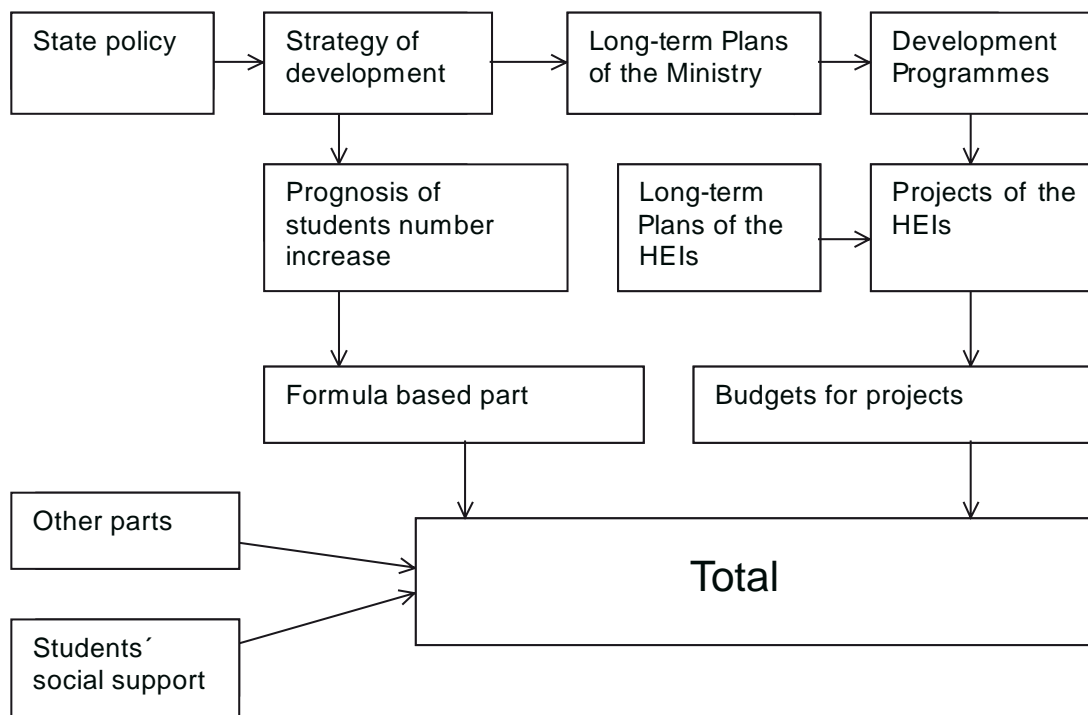 State policy
Strategy of
development
Long-term Plans
of the Ministry
Development
Programmes
Prognosis of
students number
increase
Long-term
Plans of the
HEIs
Projects of the
HEIs
Formula based part
Budgets for projects
Other parts
Total
Students´
social support